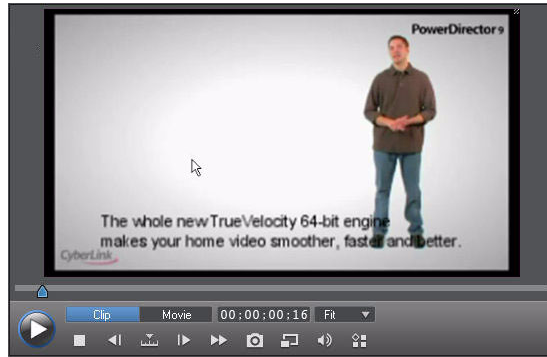 PowerDirector 9
The whole new TrueVelocity 64-bit engine
makes your home video smoother, faster and better.
CyberLink
Clip Movie 00;00;00;16 Fit